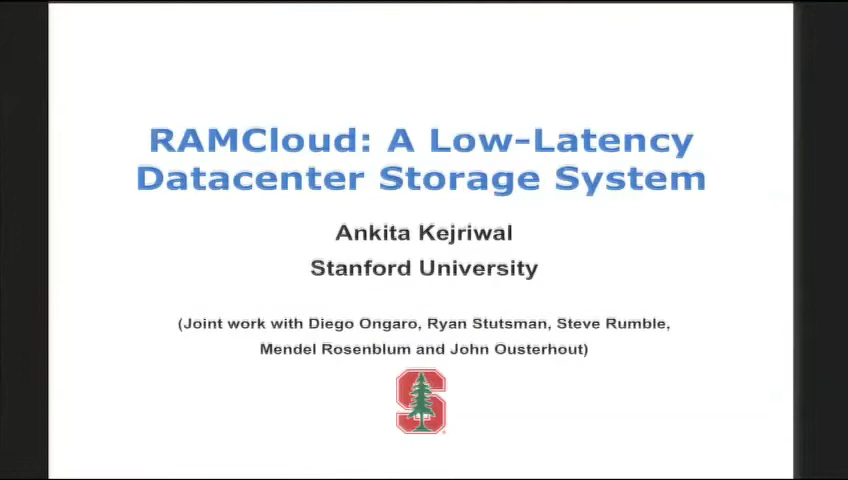 RAMCloud: A Low-Latency
Datacenter Storage System
Ankita Kejriwal
Stanford University
(Joint work with Diego Ongaro, Ryan Stutsman, Steve Rumble,
Mendel Rosenblum and John Ousterhout)
S